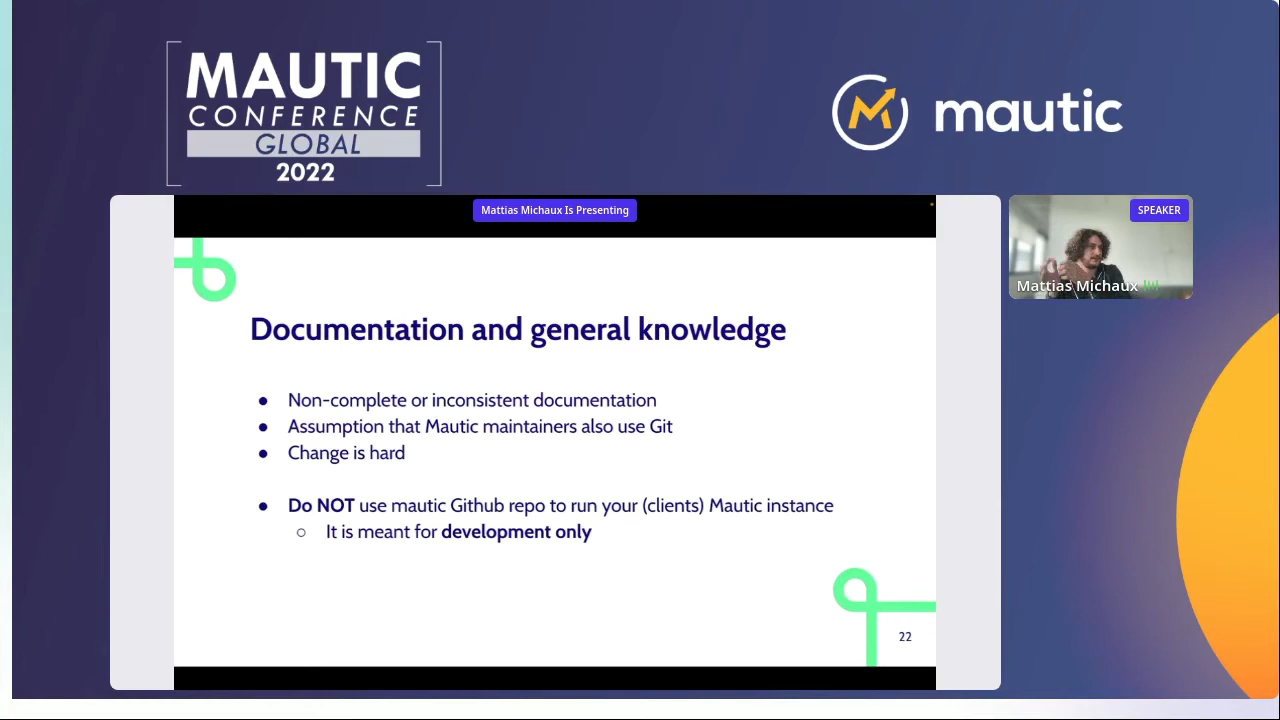 MAUTIC
CONFERENCE
GLOBAL
2022
mautic
Mattias Michaux Is Presenting
SPEAKER
Mattias Michaux
Documentation and general knowledge
● Non-complete or inconsistent documentation
● Assumption that Mautic maintainers also use Git
● Change is hard
● Do NOT use mautic Github repo to run your (clients) Mautic instance
○ It is meant for development only
22